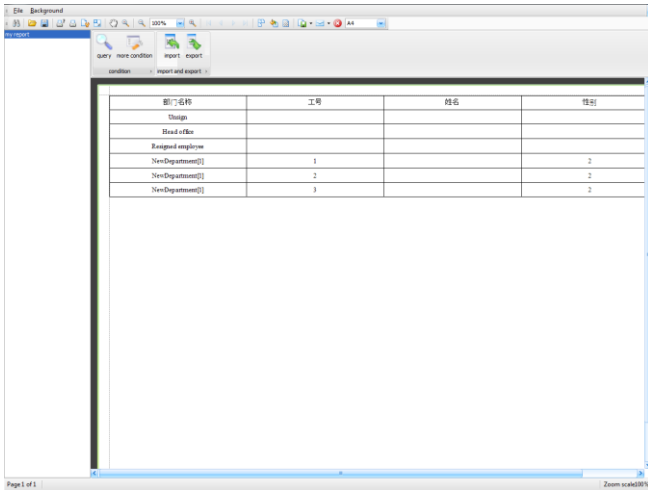 File Background
100% A4
my report
query more condition import export
condition import and export
部门名称 工号 姓名 性别
Unsign
Head office
Resigned employee
NewDepartment[1] 1 2
NewDepartment[1] 2 2
NewDepartment[1] 3 2
Page 1 of 1 Zoom scale100%